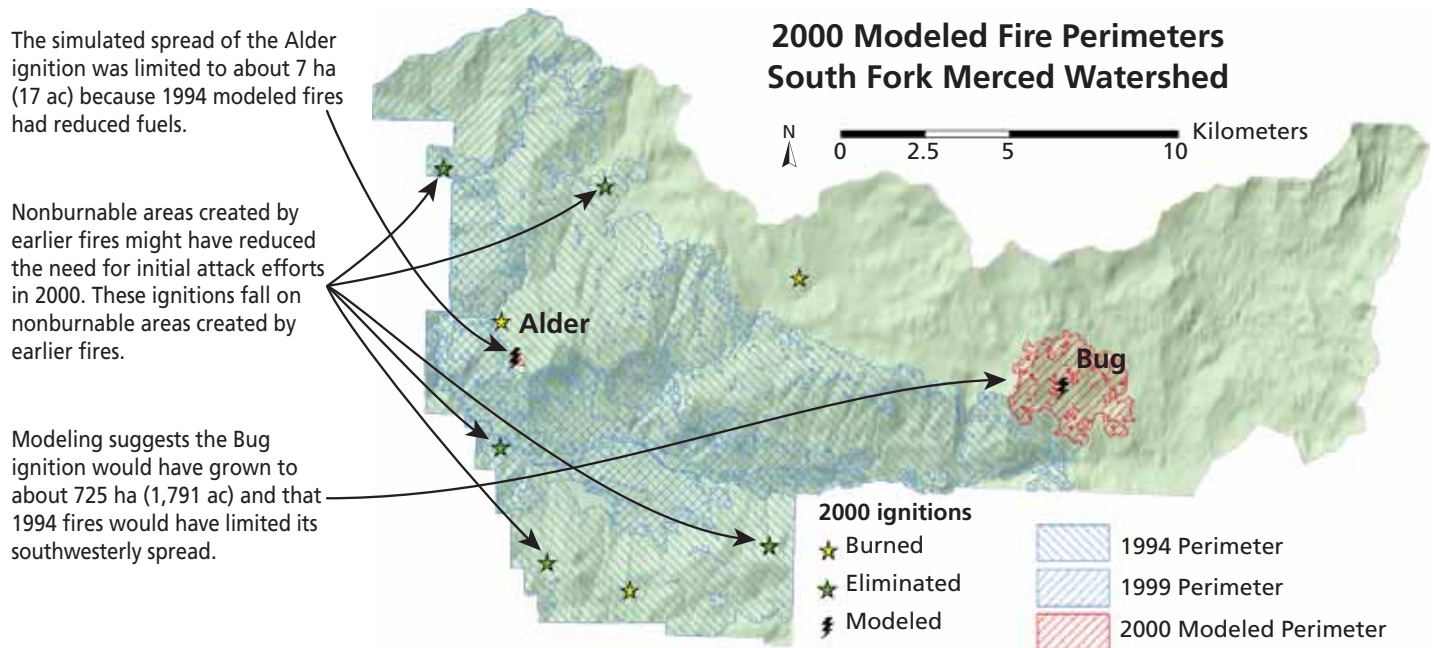 The simulated spread of the Alder
ignition was limited to about 7 ha
(17 ac) because 1994 modeled fires
had reduced fuels.
Nonburnable areas created by
earlier fires might have reduced
the need for initial attack efforts
in 2000. These ignitions fall on
nonburnable areas created by
earlier fires.
Modeling suggests the Bug
ignition would have grown to
about 725 ha (1,791 ac) and that
1994 fires would have limited its
southwesterly spread.
2000 Modeled Fire Perimeters
South Fork Merced Watershed
N
Kilometers
0 2.5 5 10
Alder
Bug
2000 ignitions
Burned
Eliminated
Modeled
1994 Perimeter
1999 Perimeter
2000 Modeled Perimeter